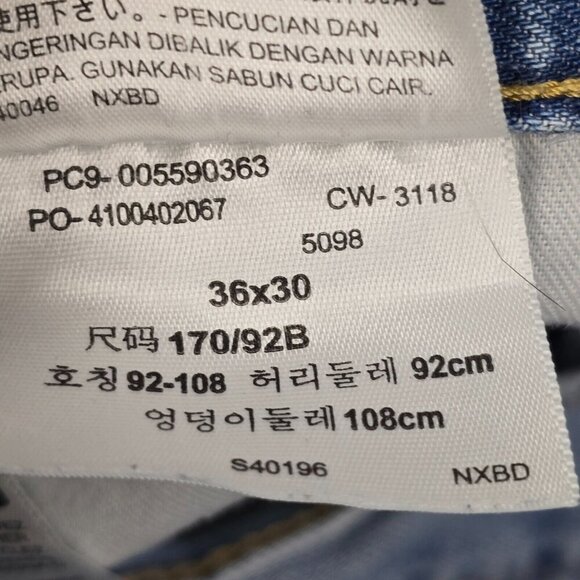 使用下さい。- PENCUCIAN DAN
NGERINGAN DIBALIK DENGAN WARNA
ERUPA. GUNAKAN SABUN CUCI CAIR.
40046 NXBD
PC9- 005590363
PO- 4100402067 CW- 3118
5098
36x30
尺码 170/92B
호칭 92-108 허리둘레 92cm
엉덩이둘레 108cm
S40196 NXBD